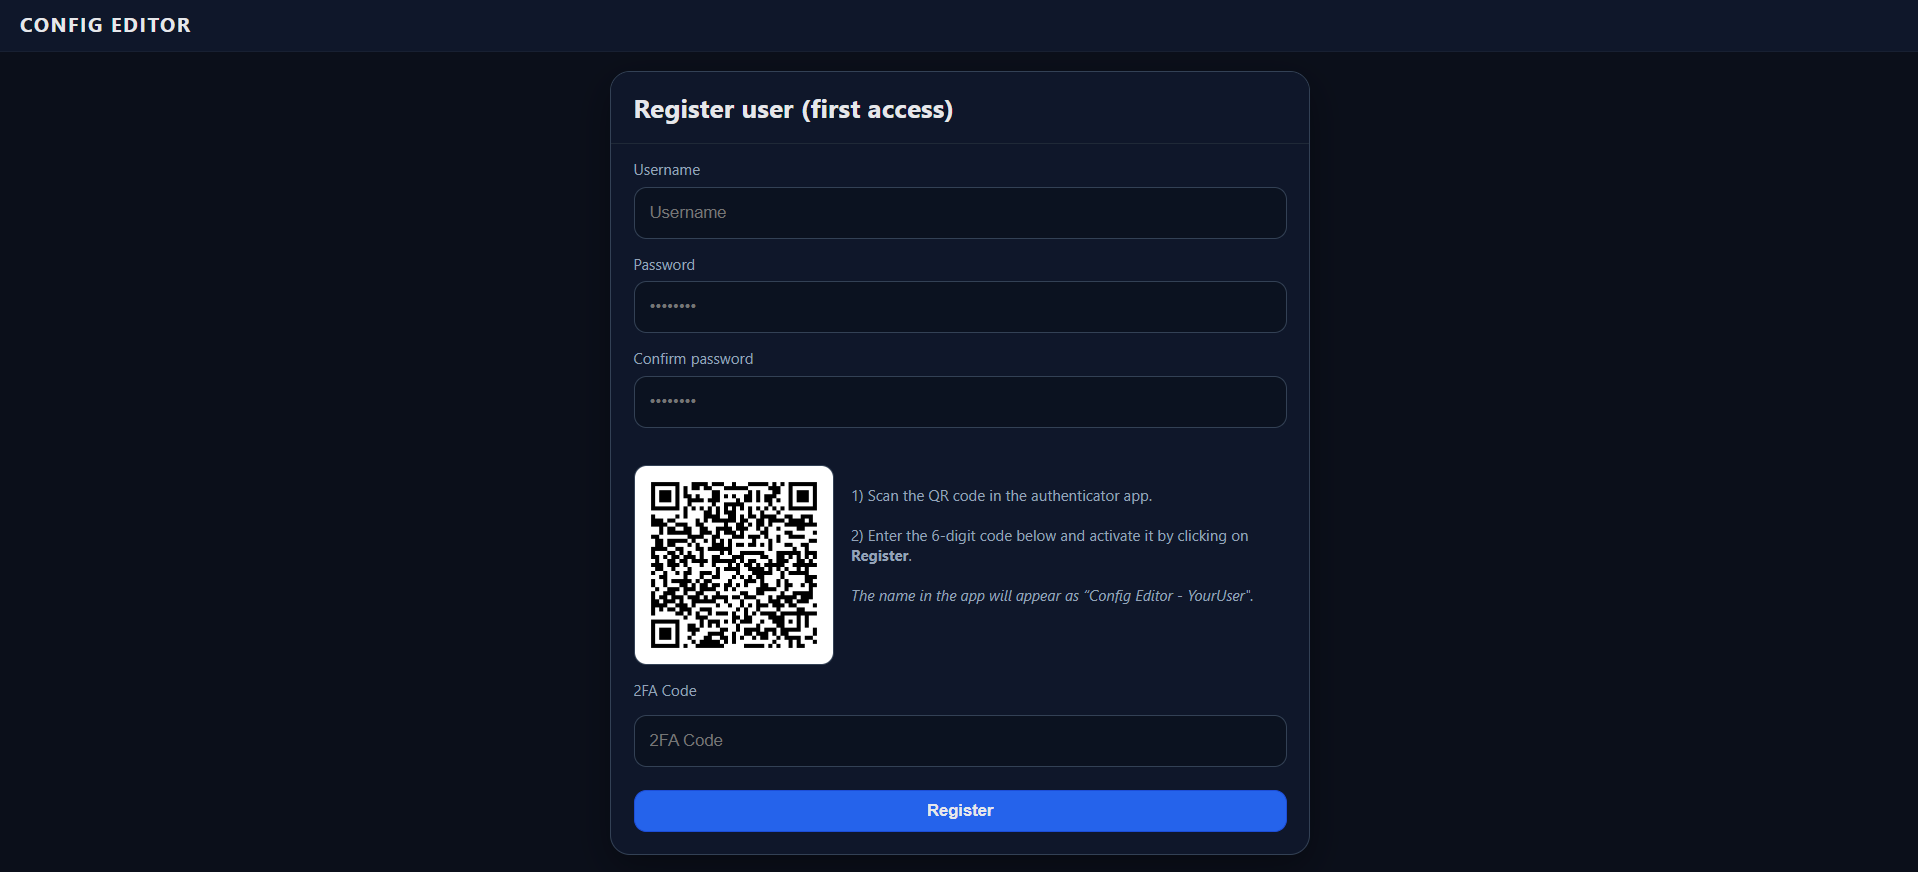 CONFIG EDITOR
Register user (first access)
Username
Username
Password
••••••••
Confirm password
••••••••
1) Scan the QR code in the authenticator app.
2) Enter the 6-digit code below and activate it by clicking on
Register.
The name in the app will appear as “Config Editor - YourUser".
2FA Code
2FA Code
Register